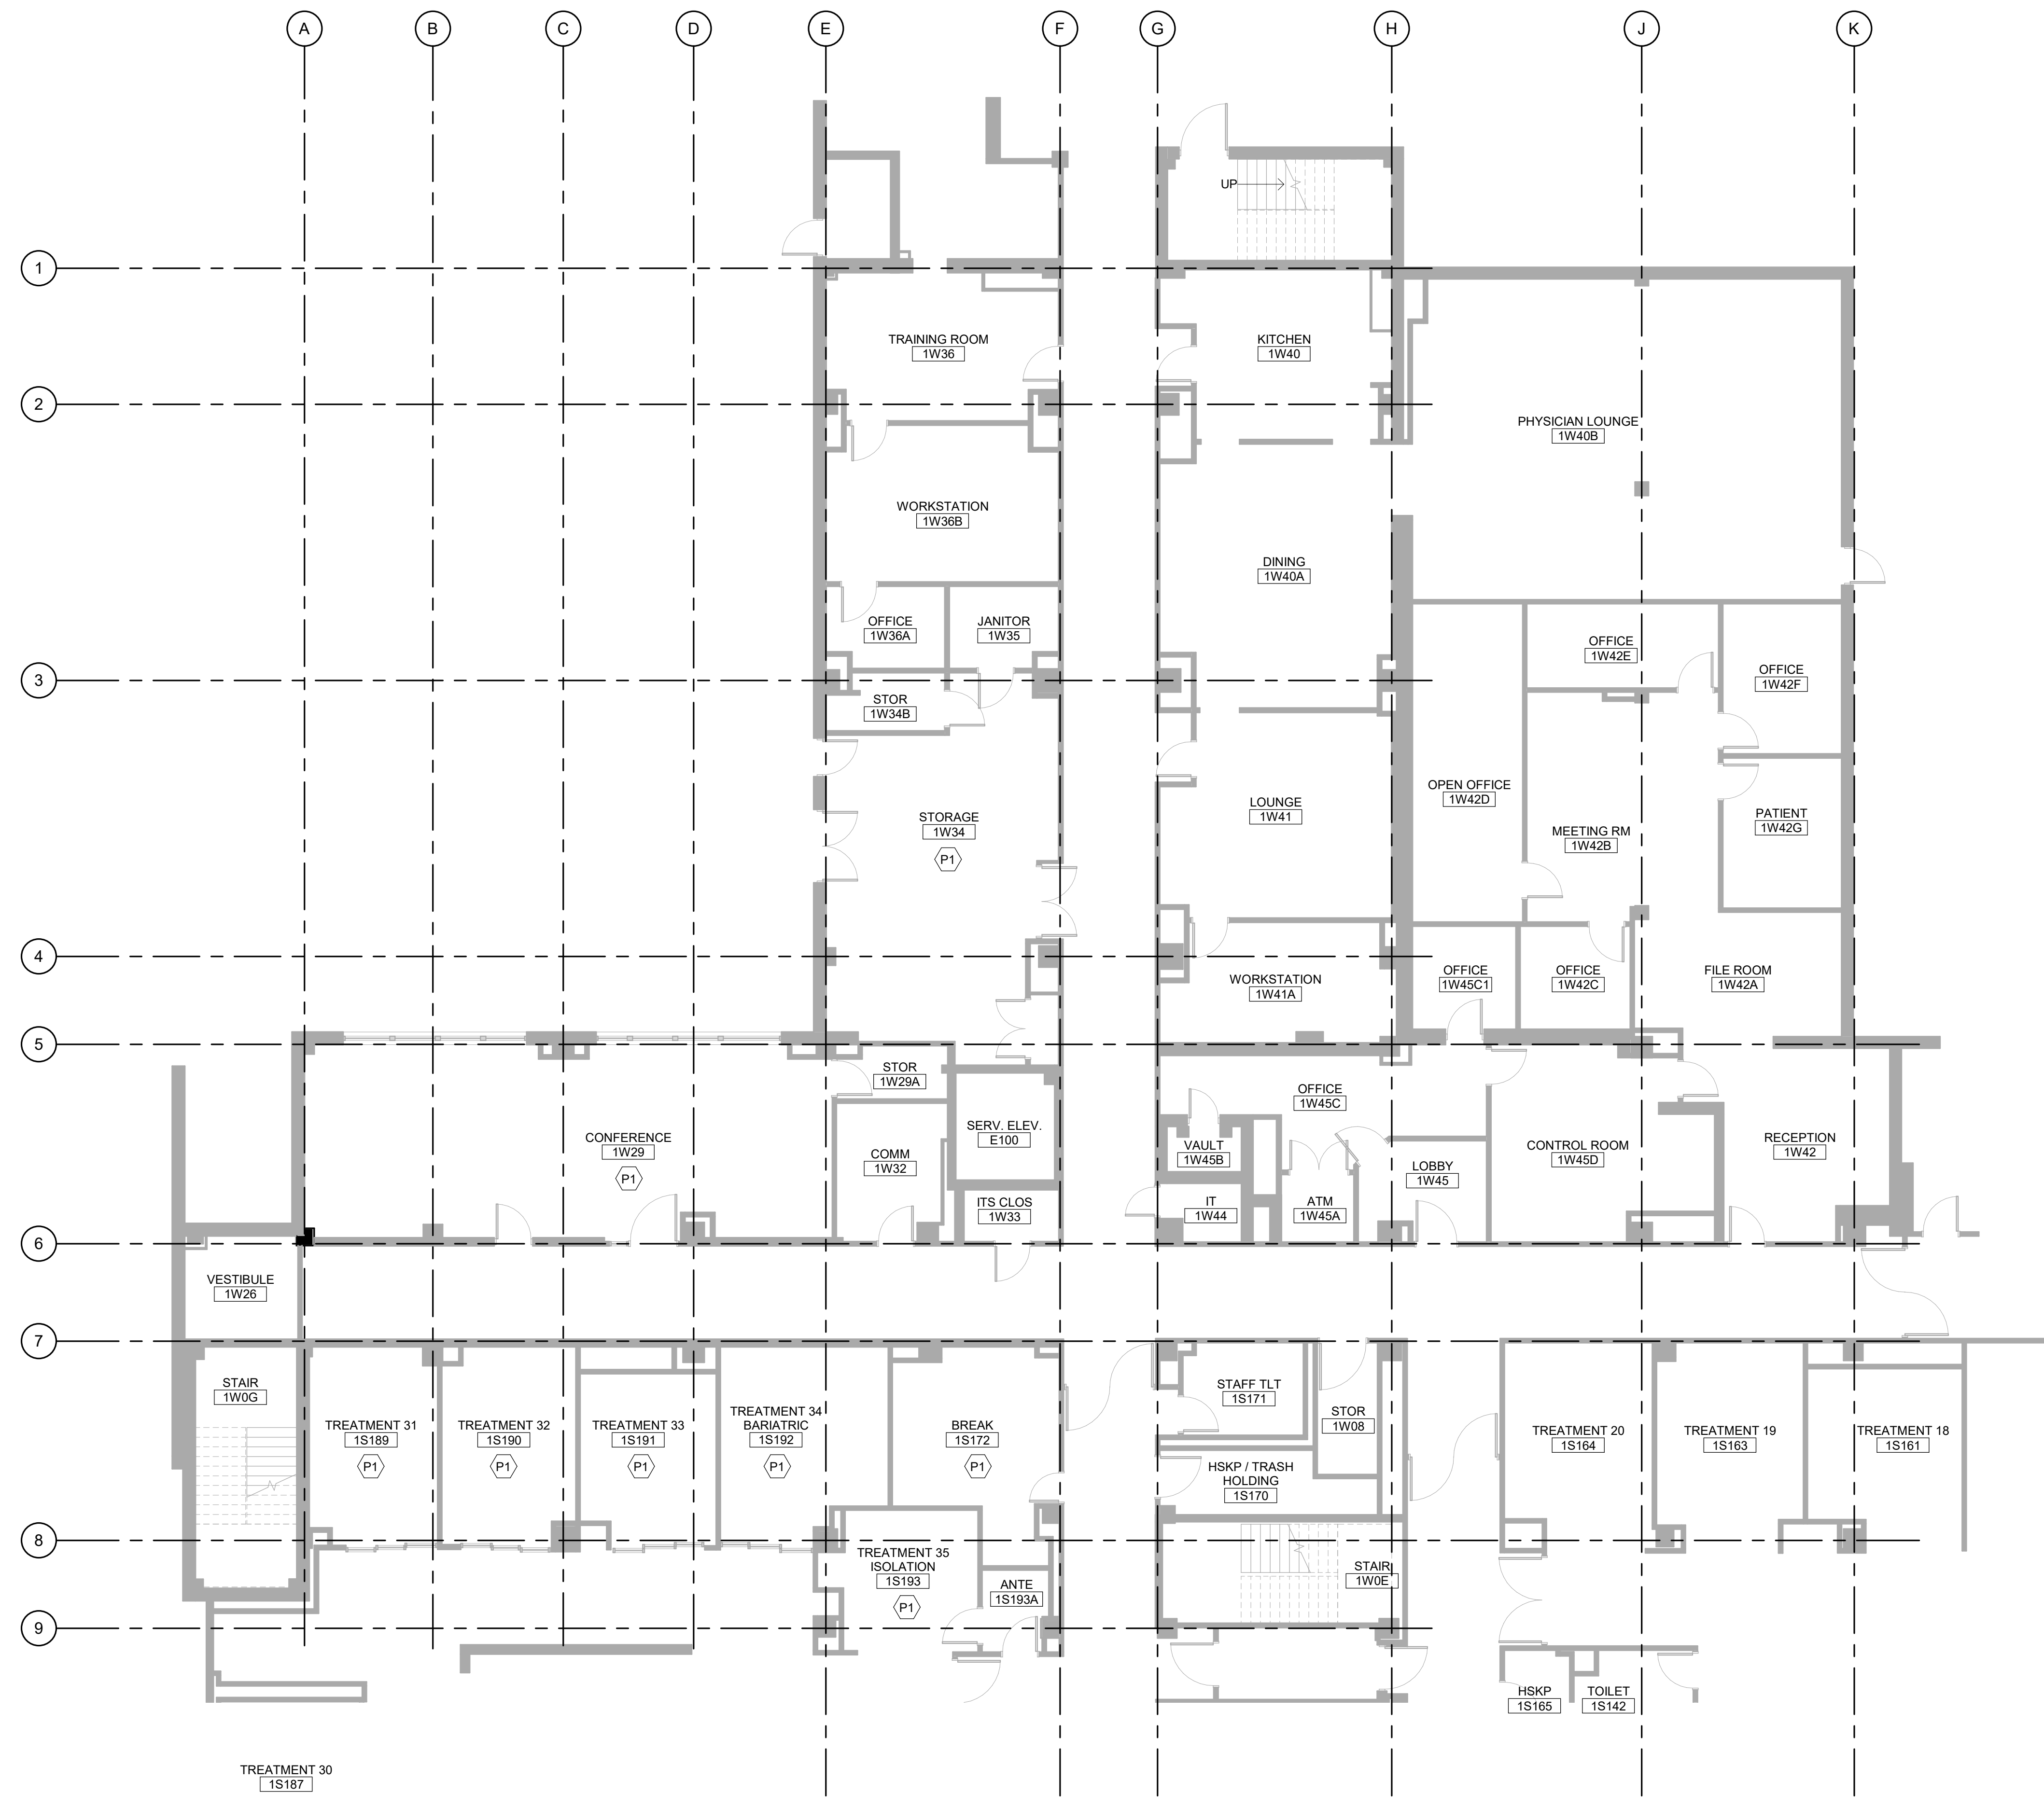 A
B
C
D
E
F
G
H
J
K
UP
1
TRAINING ROOM
1W36
KITCHEN
1W40
2
PHYSICIAN LOUNGE
1W40B
WORKSTATION
1W36B
DINING
1W40A
OFFICE
1W36A
JANITOR
1W35
OFFICE
1W42E
OFFICE
1W42F
3
STOR
1W34B
OPEN OFFICE
1W42D
STORAGE
1W34
P1
LOUNGE
1W41
MEETING RM
1W42B
PATIENT
1W42G
4
WORKSTATION
1W41A
OFFICE
1W45C1
OFFICE
1W42C
FILE ROOM
1W42A
5
STOR
1W29A
OFFICE
1W45C
CONFERENCE
1W29
P1
COMM
1W32
SERV. ELEV.
E100
VAULT
1W45B
LOBBY
1W45
CONTROL ROOM
1W45D
RECEPTION
1W42
ITS CLOS
1W33
IT
1W44
ATM
1W45A
6
VESTIBULE
1W26
7
STAIR
1W0G
TREATMENT 31
1S189
P1
TREATMENT 32
1S190
P1
TREATMENT 33
1S191
P1
TREATMENT 34
BARIATRIC
1S192
P1
BREAK
1S172
P1
STAFF TLT
1S171
STOR
1W08
HSKP / TRASH
HOLDING
1S170
TREATMENT 20
1S164
TREATMENT 19
1S163
TREATMENT 18
1S161
8
TREATMENT 35
ISOLATION
1S193
P1
ANTE
1S193A
STAIR
1W0E
9
HSKP
1S165
TOILET
1S142
TREATMENT 30
1S187